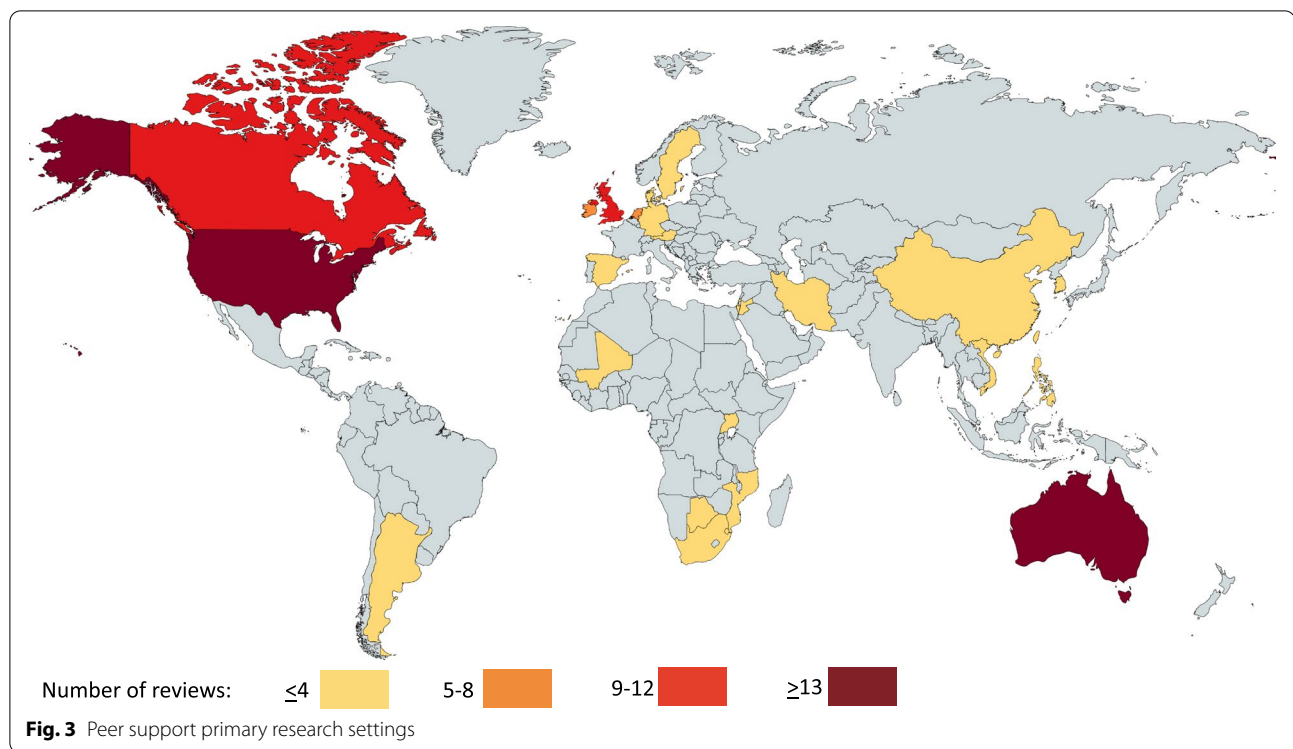 Number of reviews: ≤4 5-8 9-12 ≥13
Fig. 3 Peer support primary research settings